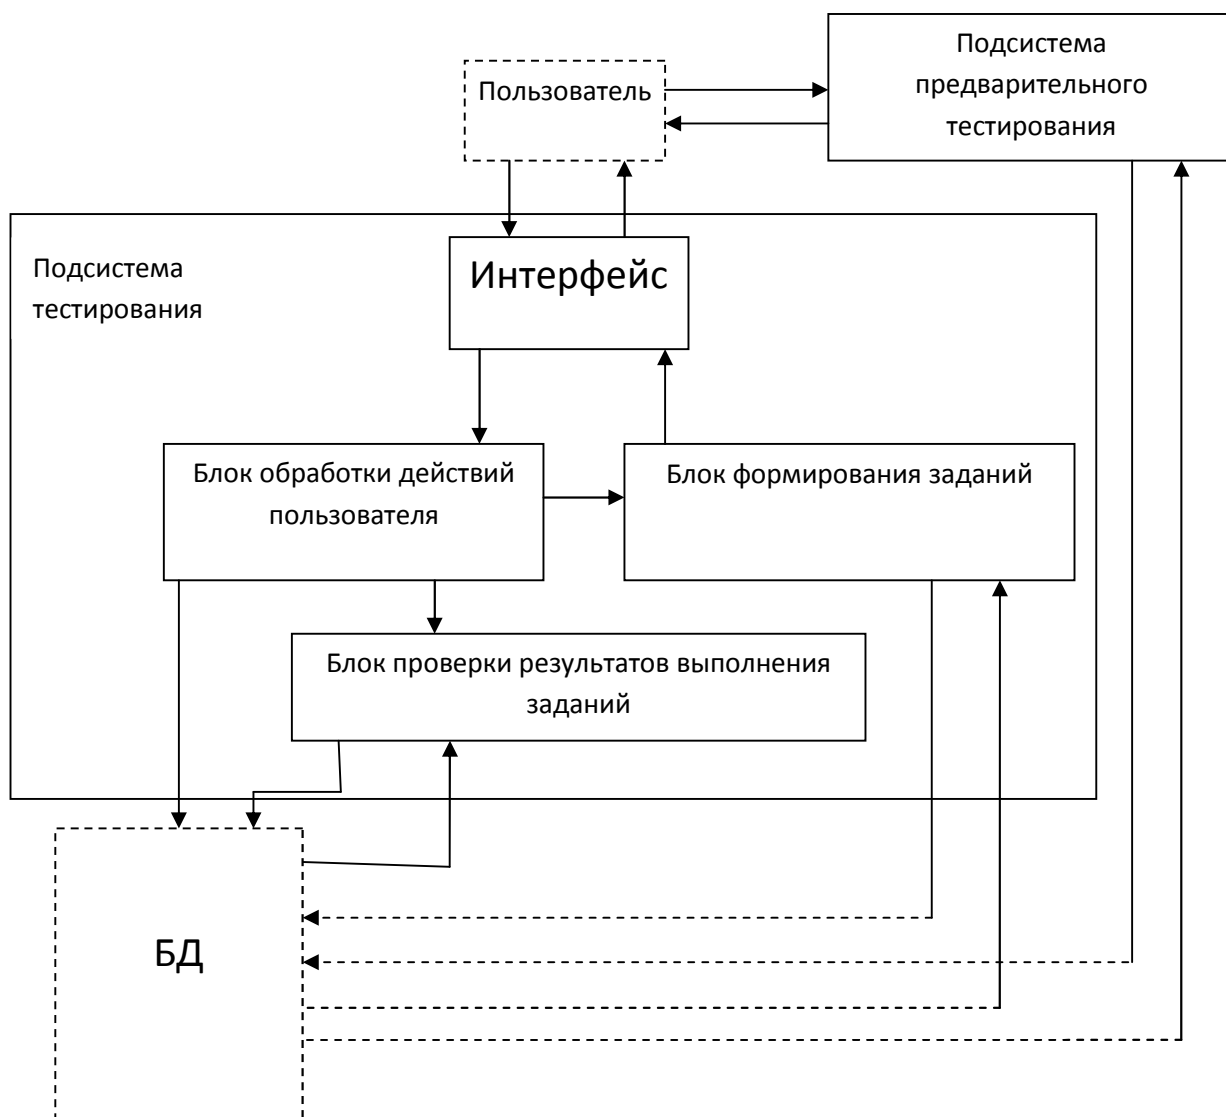 Подсистема
предварительного
тестирования
Пользователь
Интерфейс
Подсистема
тестирования
Блок обработки действий
пользователя
Блок формирования заданий
Блок проверки результатов выполнения
заданий
БД